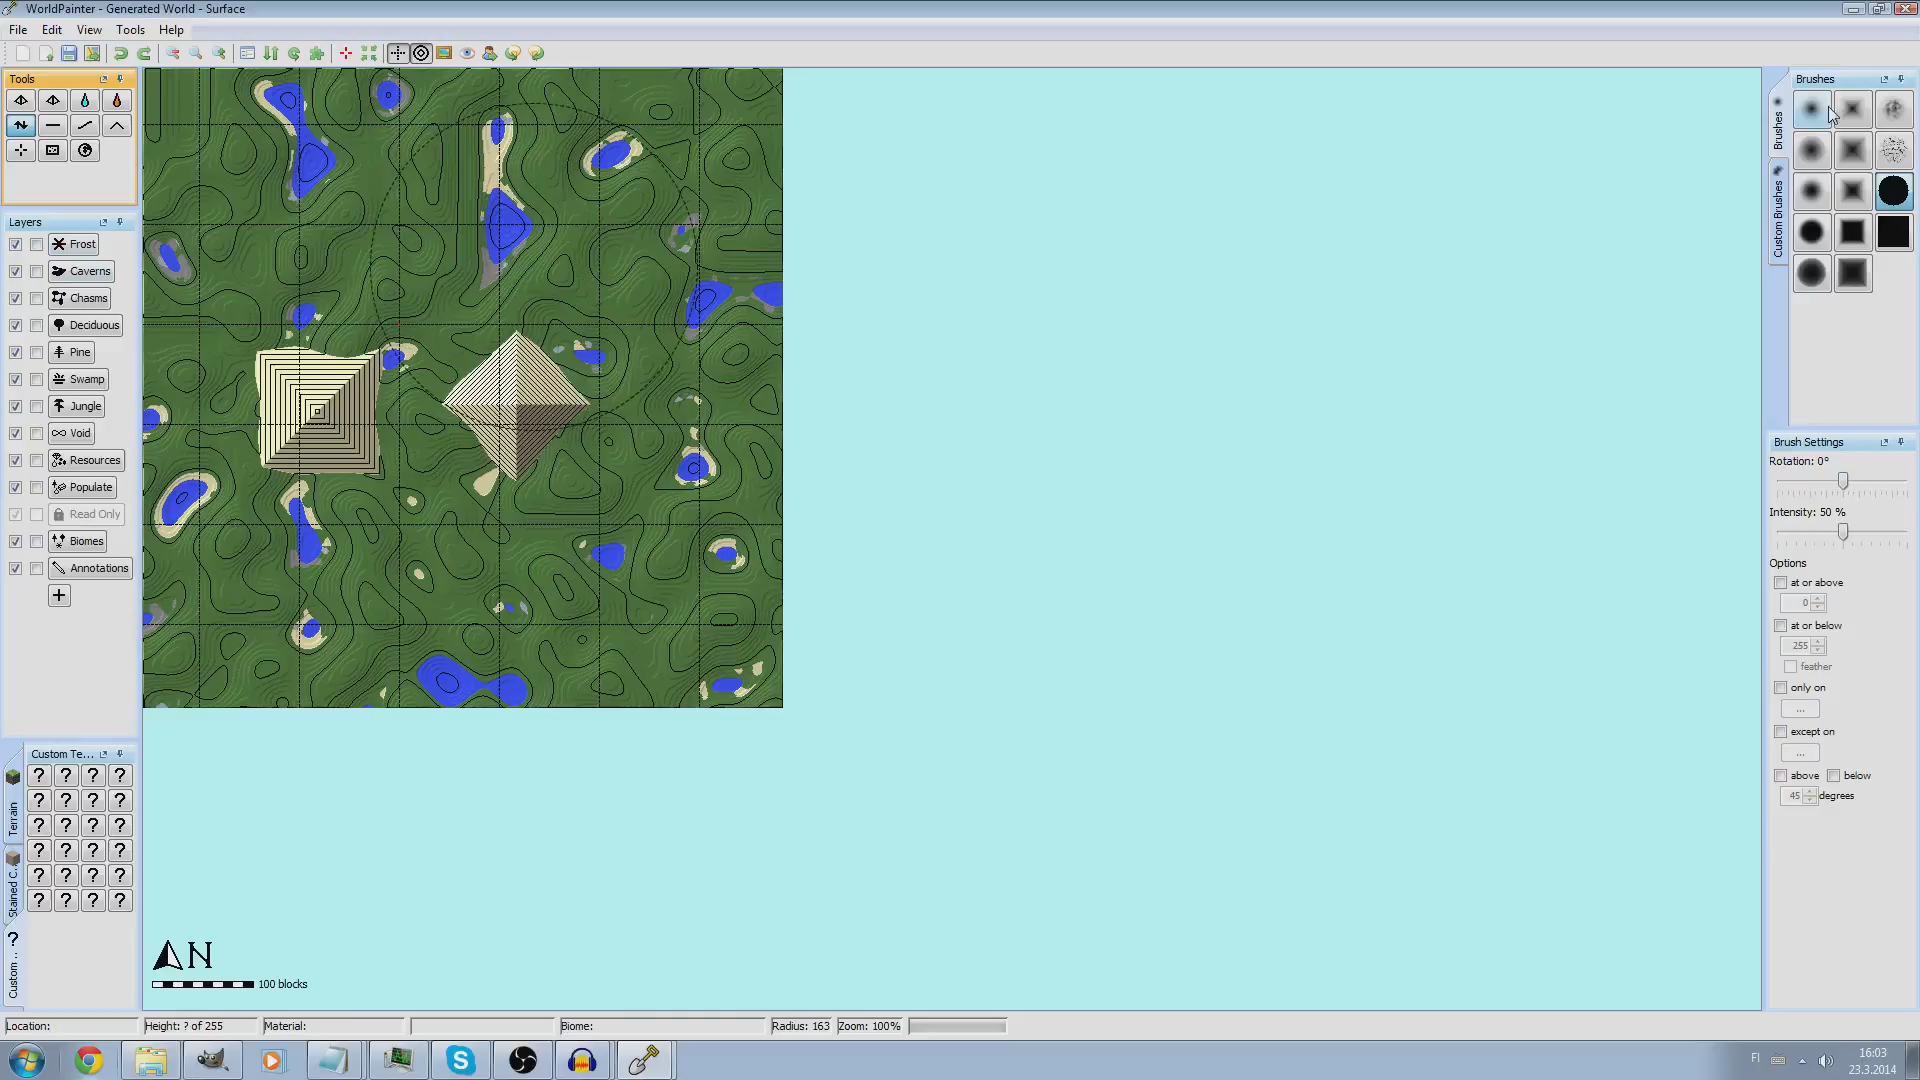 WorldPainter - Generated World - Surface
File Edit View Tools Help
Tools
Layers
Frost
Caverns
Chasms
Deciduous
Pine
Swamp
Jungle
Void
Resources
Populate
Read Only
Biomes
Annotations
+
Custom Te...
? ? ? ?
? ? ? ?
? ? ? ?
? ? ? ?
? ? ? ?
? ? ? ?
Terrain
Stained C...
?
Custom ...
N
100 blocks
Brushes
Brushes
Custom Brushes
Brush Settings
Rotation: 0°
Intensity: 50 %
Options
at or above
0
at or below
255
feather
only on
...
except on
...
above below
45 degrees
Location: Height: ? of 255 Material: Biome: Radius: 163 Zoom: 100%
FI
16:03
23.3.2014